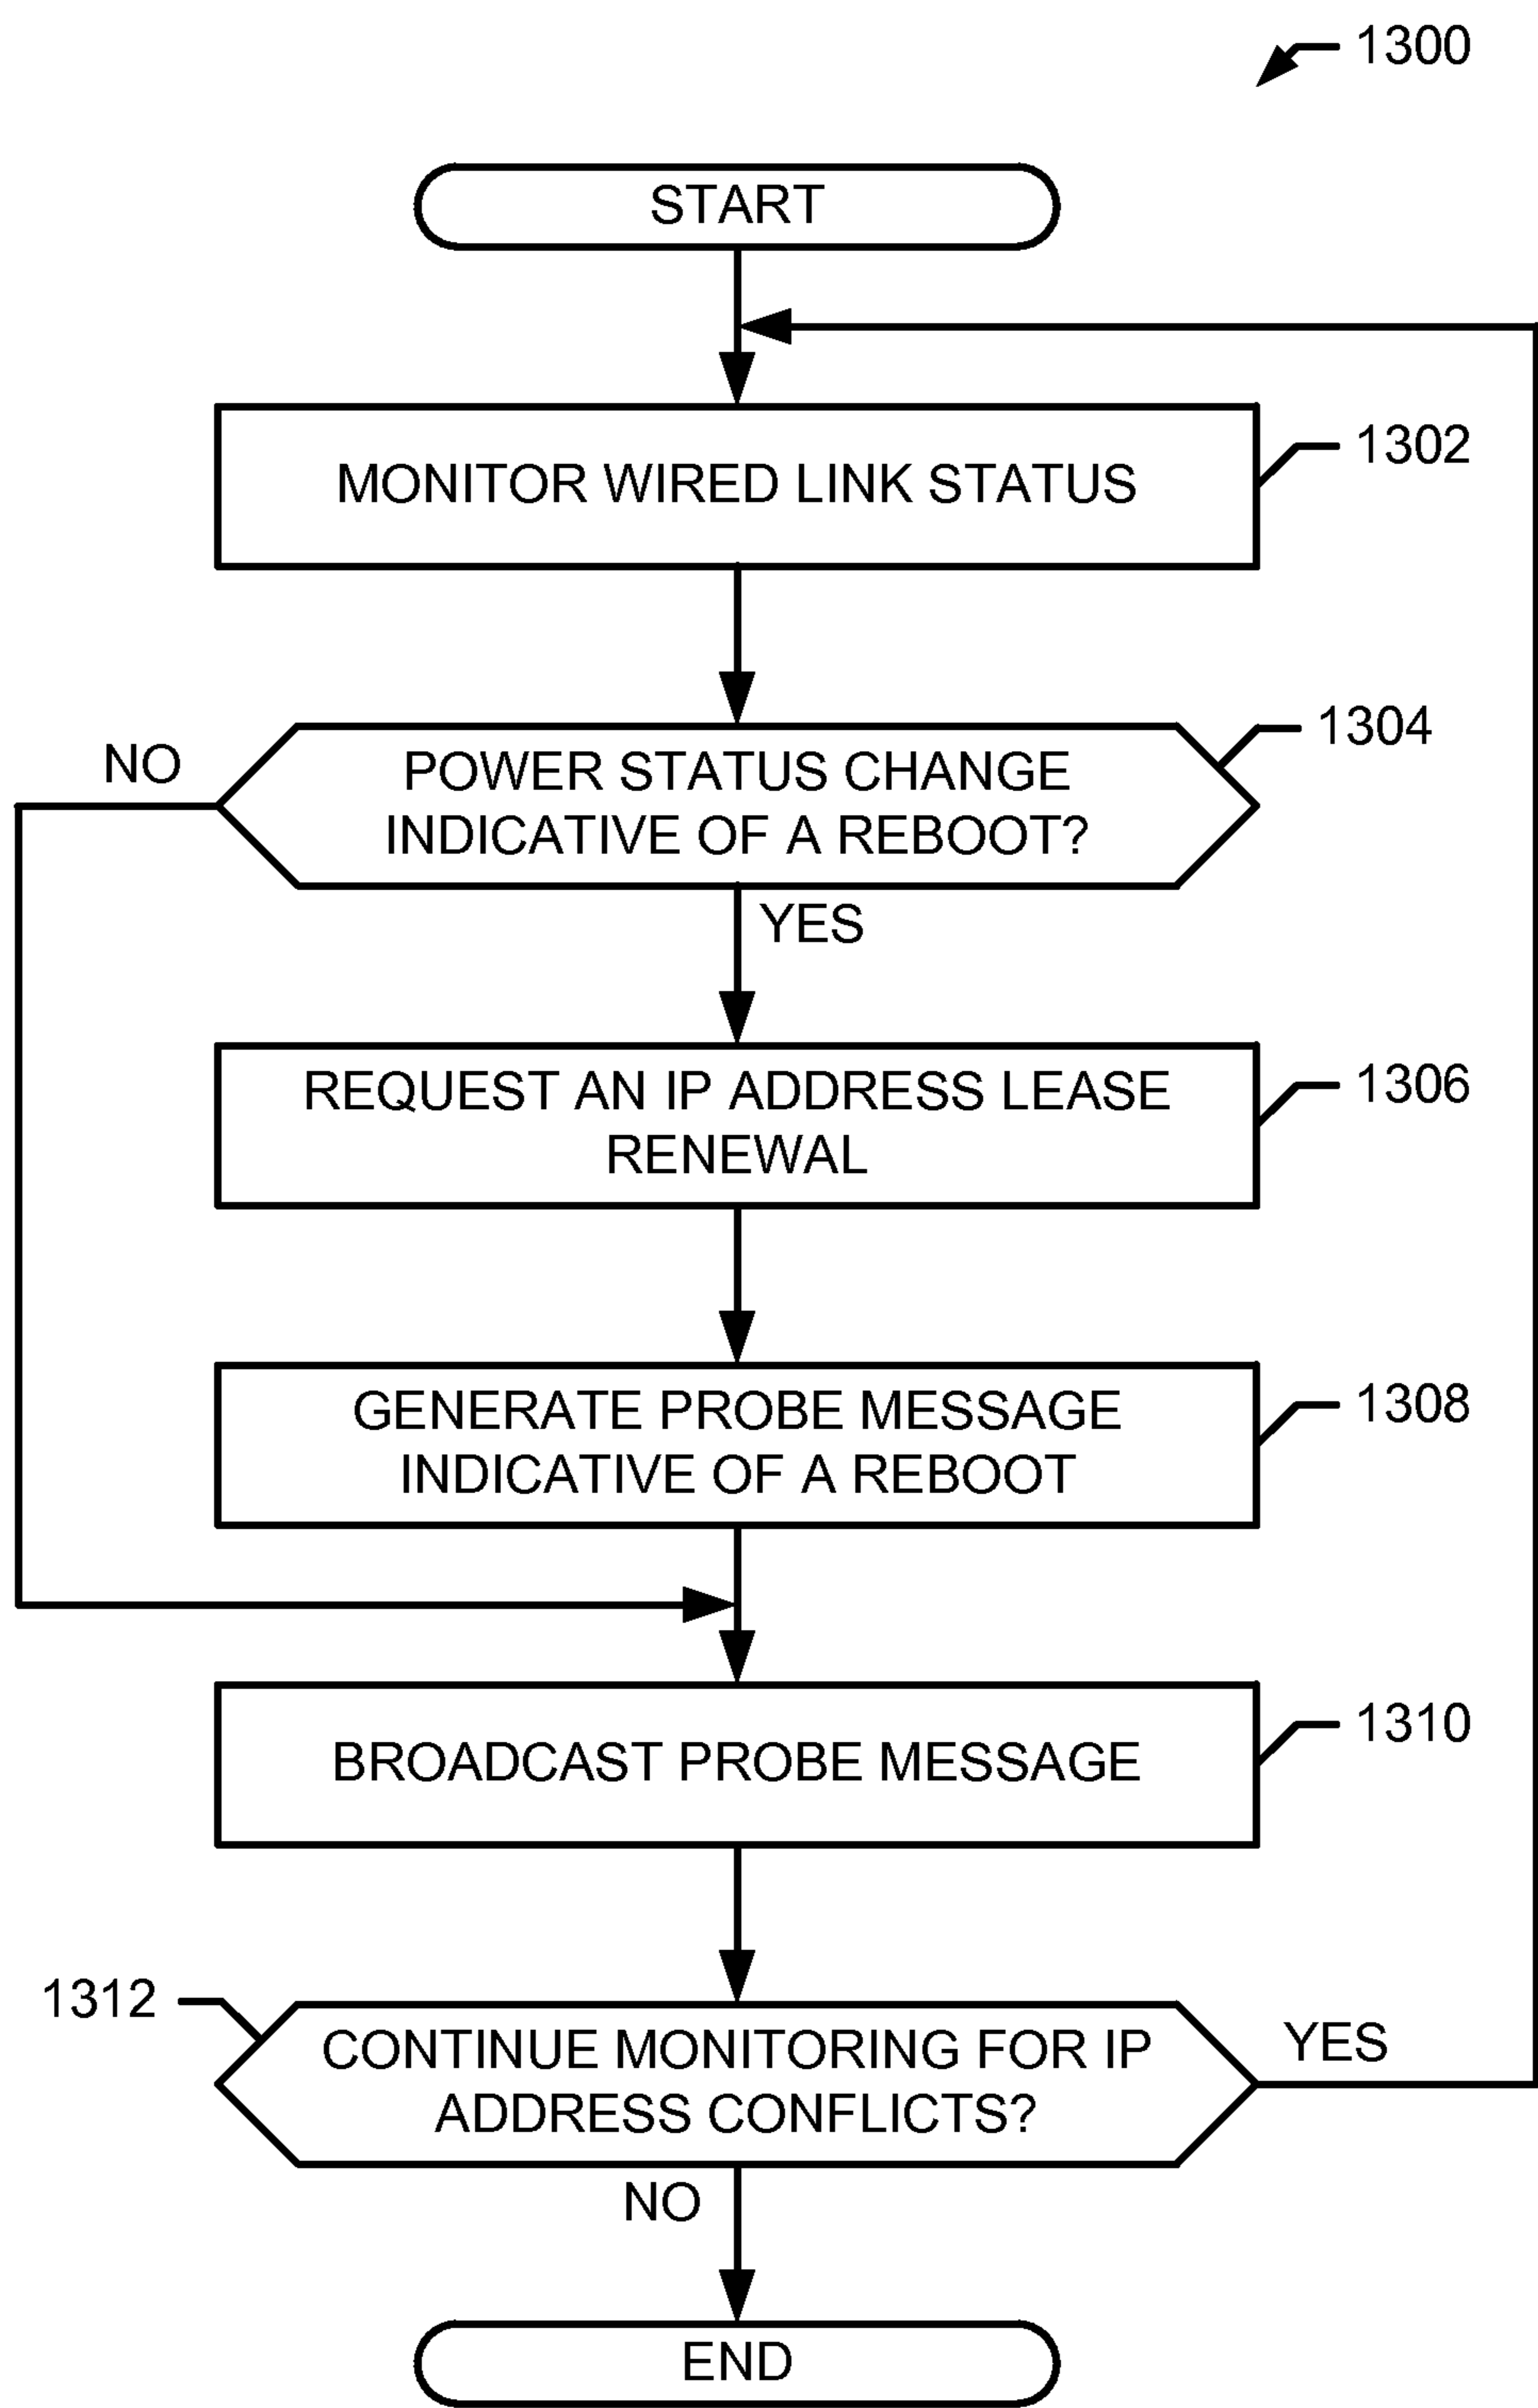 1300
START
MONITOR WIRED LINK STATUS
1302
NO
POWER STATUS CHANGE
INDICATIVE OF A REBOOT?
1304
YES
REQUEST AN IP ADDRESS LEASE
RENEWAL
1306
GENERATE PROBE MESSAGE
INDICATIVE OF A REBOOT
1308
BROADCAST PROBE MESSAGE
1310
1312
CONTINUE MONITORING FOR IP
ADDRESS CONFLICTS?
YES
NO
END